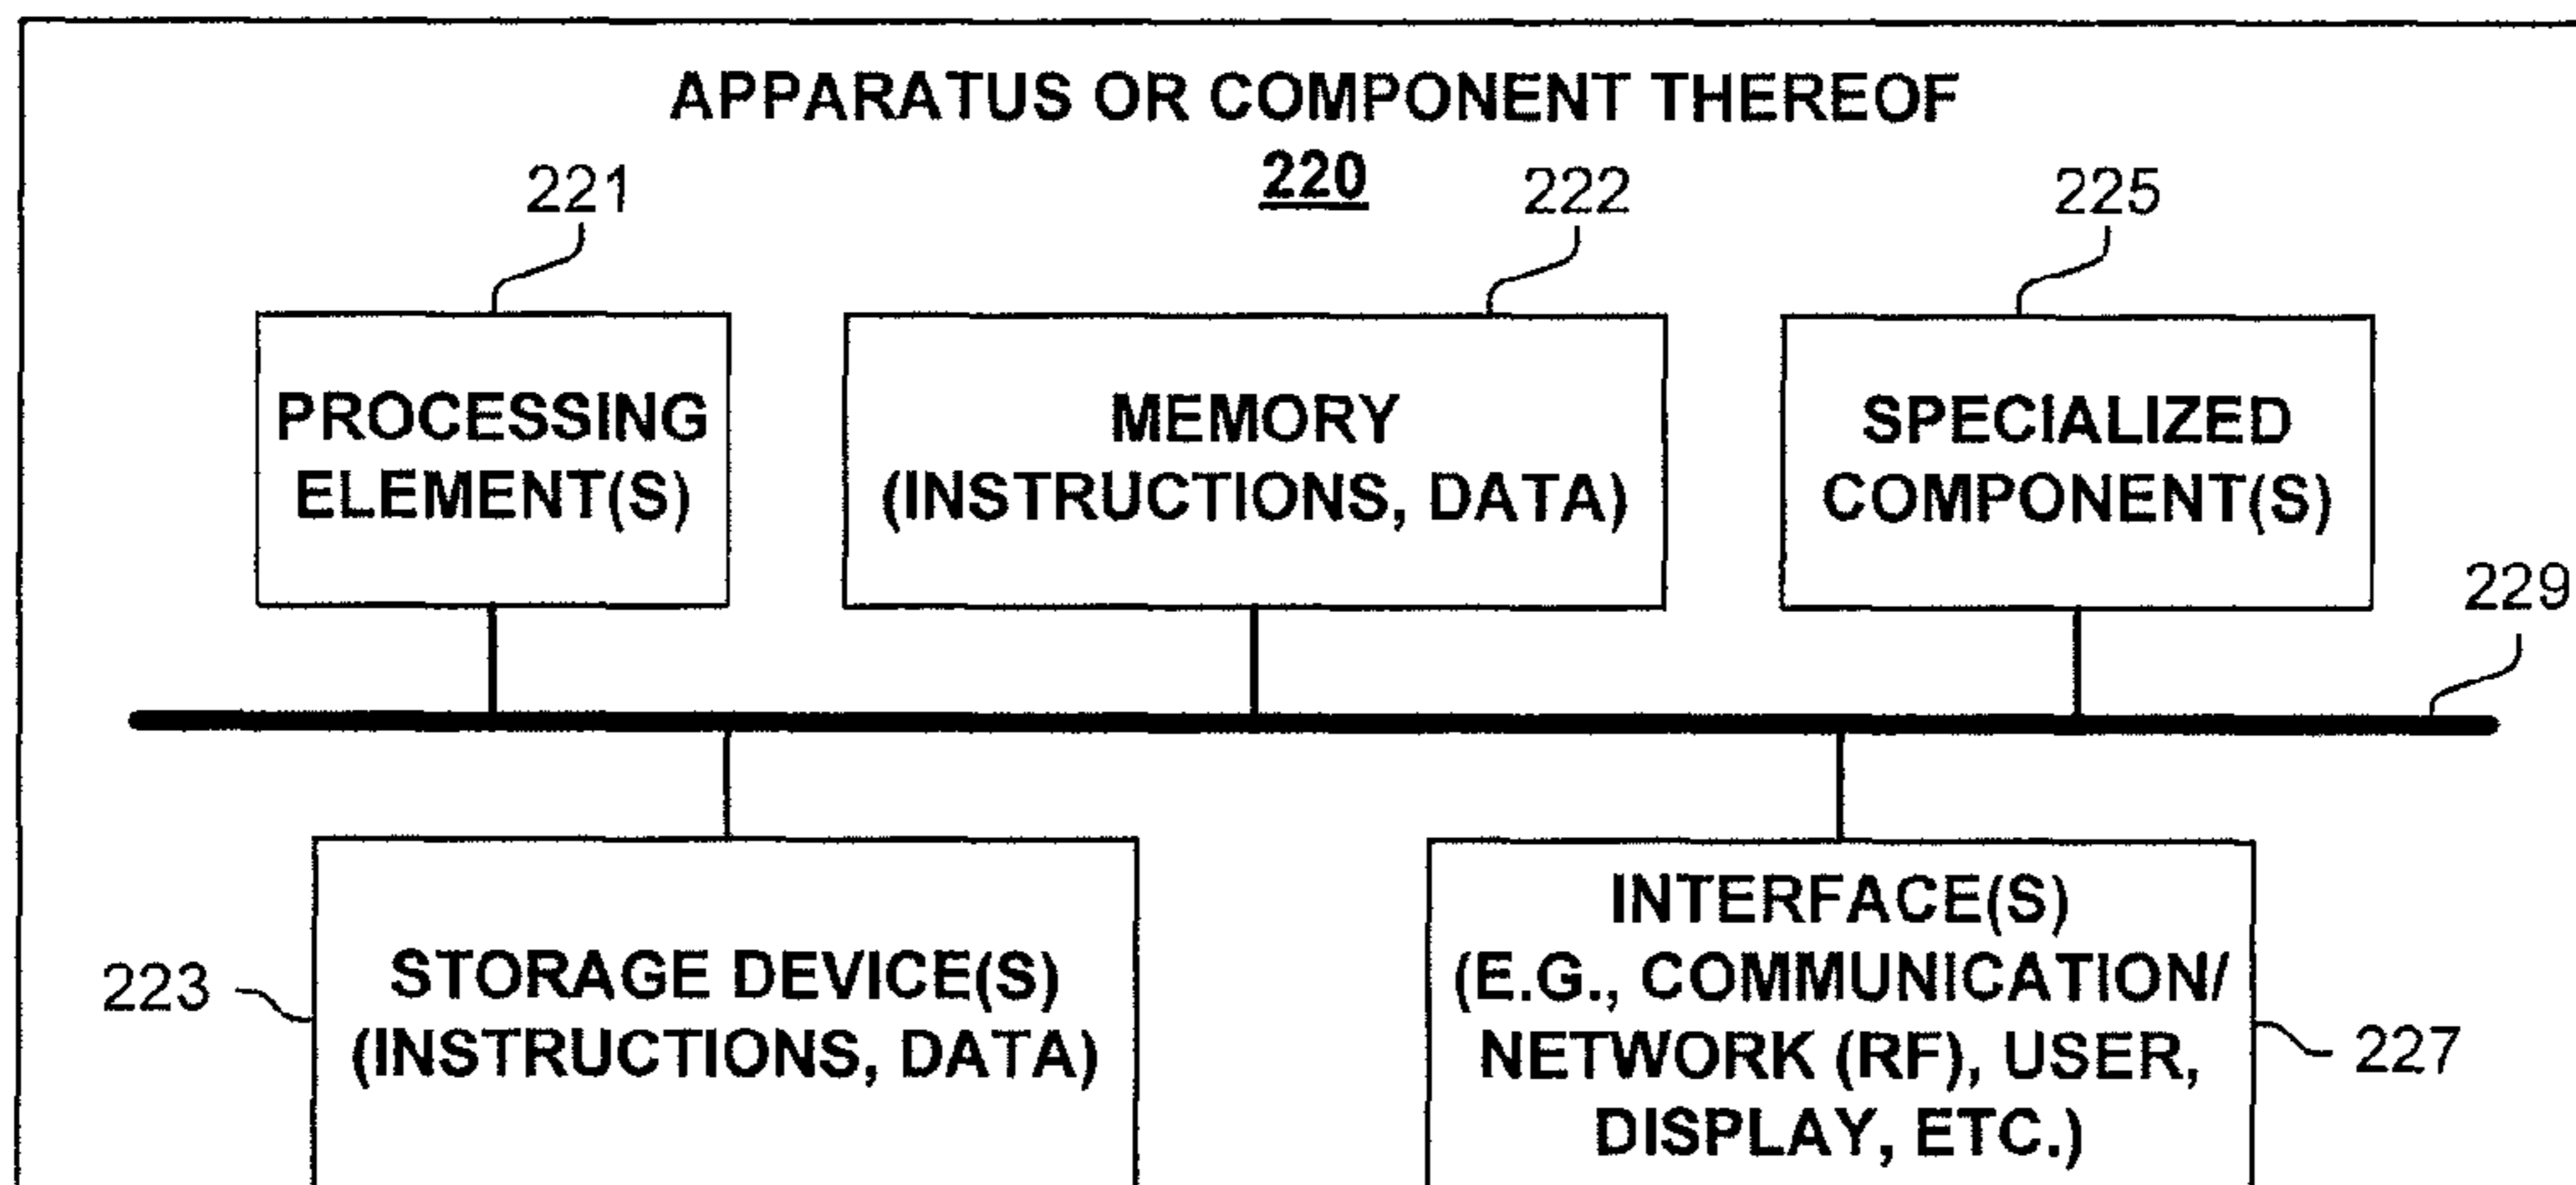 APPARATUS OR COMPONENT THEREOF
220
221
222
225
PROCESSING
ELEMENT(S)
MEMORY
(INSTRUCTIONS, DATA)
SPECIALIZED
COMPONENT(S)
229
223
STORAGE DEVICE(S)
(INSTRUCTIONS, DATA)
INTERFACE(S)
(E.G., COMMUNICATION/
NETWORK (RF), USER,
DISPLAY, ETC.)
227